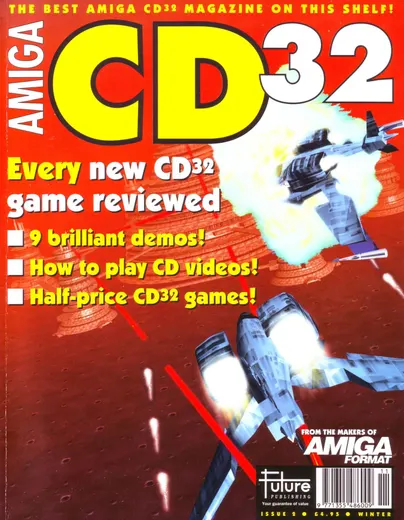 THE BEST AMIGA CD32 MAGAZINE ON THIS SHELF!
AMIGA
CD32
Every new CD32
game reviewed
9 brilliant demos!
How to play CD videos!
Half-price CD32 games!
FROM THE MAKERS OF
AMIGA
FORMAT
Future
PUBLISHING
Your guarantee of value
11
ISSUE 2 £4.95 WINTER